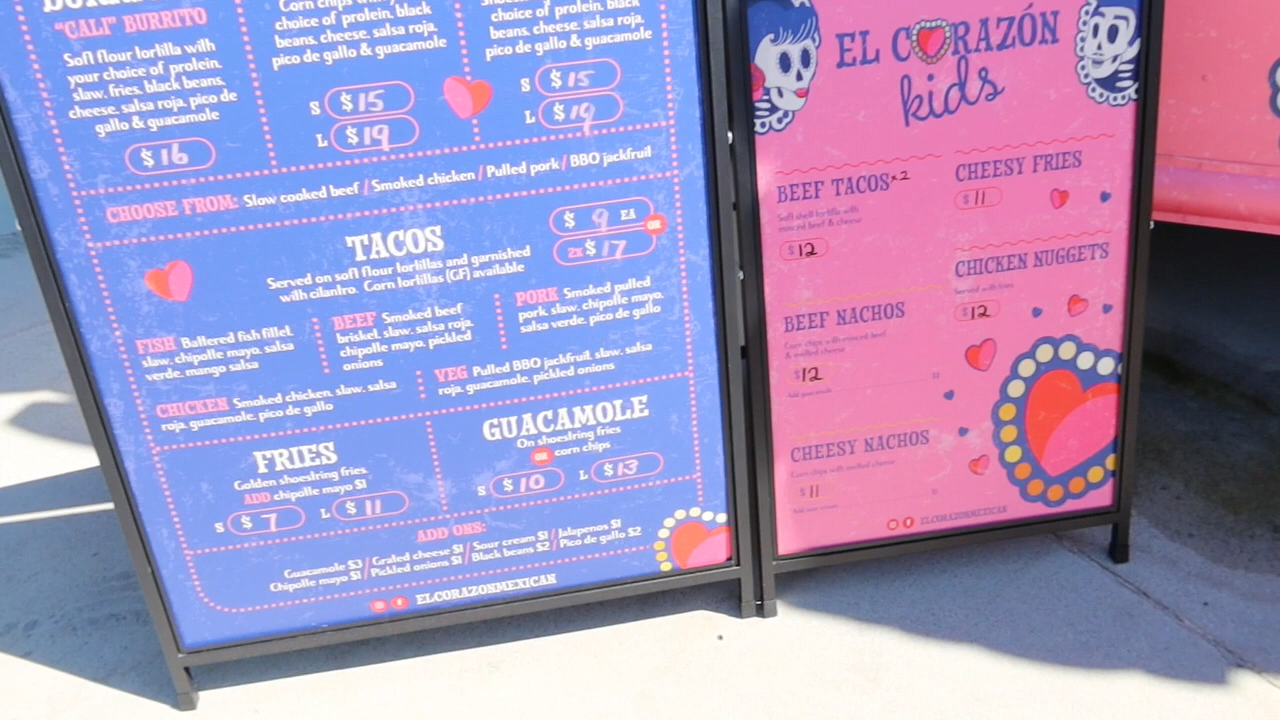 "CALI" BURRITO
Soft flour tortilla with
your choice of protein,
slaw, fries, black beans,
cheese, salsa roja, pico de
gallo & guacamole
$16
Corn chips
choice of protein, black
beans, cheese, salsa roja,
pico de gallo & guacamole
S $15
L $19
choice of protein, black
beans, cheese, salsa roja,
pico de gallo & guacamole
S $15
L $19
CHOOSE FROM: Slow cooked beef / Smoked chicken / Pulled pork / BBQ jackfruit
TACOS
Served on soft flour tortillas and garnished
with cilantro. Corn tortillas (GF) available
$9 EA
OR
2x $17
FISH Battered fish fillet,
slaw, chipotle mayo, salsa
verde, mango salsa
BEEF Smoked beef
brisket, slaw, salsa roja,
chipotle mayo, pickled
onions
PORK Smoked pulled
pork, slaw, chipotle mayo,
salsa verde, pico de gallo
CHICKEN Smoked chicken, slaw, salsa
roja, guacamole, pico de gallo
VEG Pulled BBQ jackfruit, slaw, salsa
roja, guacamole, pickled onions
FRIES
Golden shoestring fries
ADD chipotle mayo $1
S $7 L $11
GUACAMOLE
On shoestring fries
OR corn chips
S $10 L $13
ADD ONS:
Guacamole $3 / Grated cheese $1 / Sour cream $1 / Jalapenos $1
Chipotle mayo $1 / Pickled onions $1 / Black beans $2 / Pico de gallo $2
ELCORAZONMEXICAN
EL CORAZÓN
kids
BEEF TACOS x2
Soft shell tortilla with
minced beef & cheese
$12
BEEF NACHOS
Corn chips with minced beef
& melted cheese
$12
Add guacamole
CHEESY NACHOS
Corn chips with melted cheese
$11
Add sour cream
CHEESY FRIES
$11
CHICKEN NUGGETS
Served with fries
$12
ELCORAZONMEXICAN